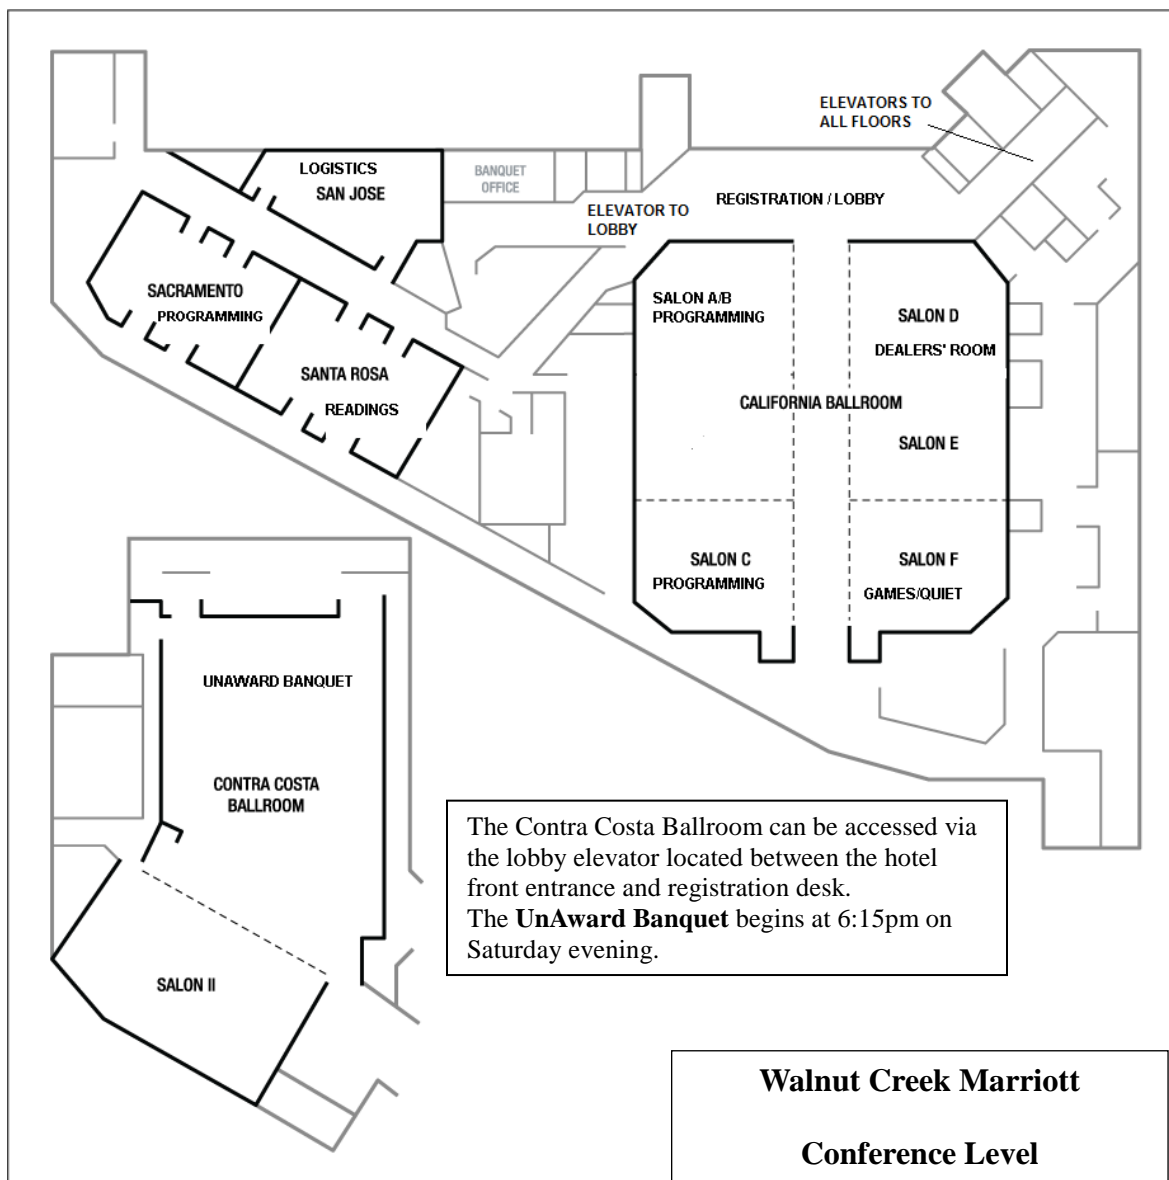 ELEVATORS TO
ALL FLOORS
LOGISTICS
SAN JOSE
BANQUET
OFFICE
REGISTRATION / LOBBY
ELEVATOR TO
LOBBY
SACRAMENTO
PROGRAMMING
SALON A/B
PROGRAMMING
SALON D
DEALERS' ROOM
SANTA ROSA
READINGS
CALIFORNIA BALLROOM
SALON E
SALON C
PROGRAMMING
SALON F
GAMES/QUIET
UNAWARD BANQUET
CONTRA COSTA
BALLROOM
SALON II
The Contra Costa Ballroom can be accessed via
the lobby elevator located between the hotel
front entrance and registration desk.
The UnAward Banquet begins at 6:15pm on
Saturday evening.
Walnut Creek Marriott
Conference Level